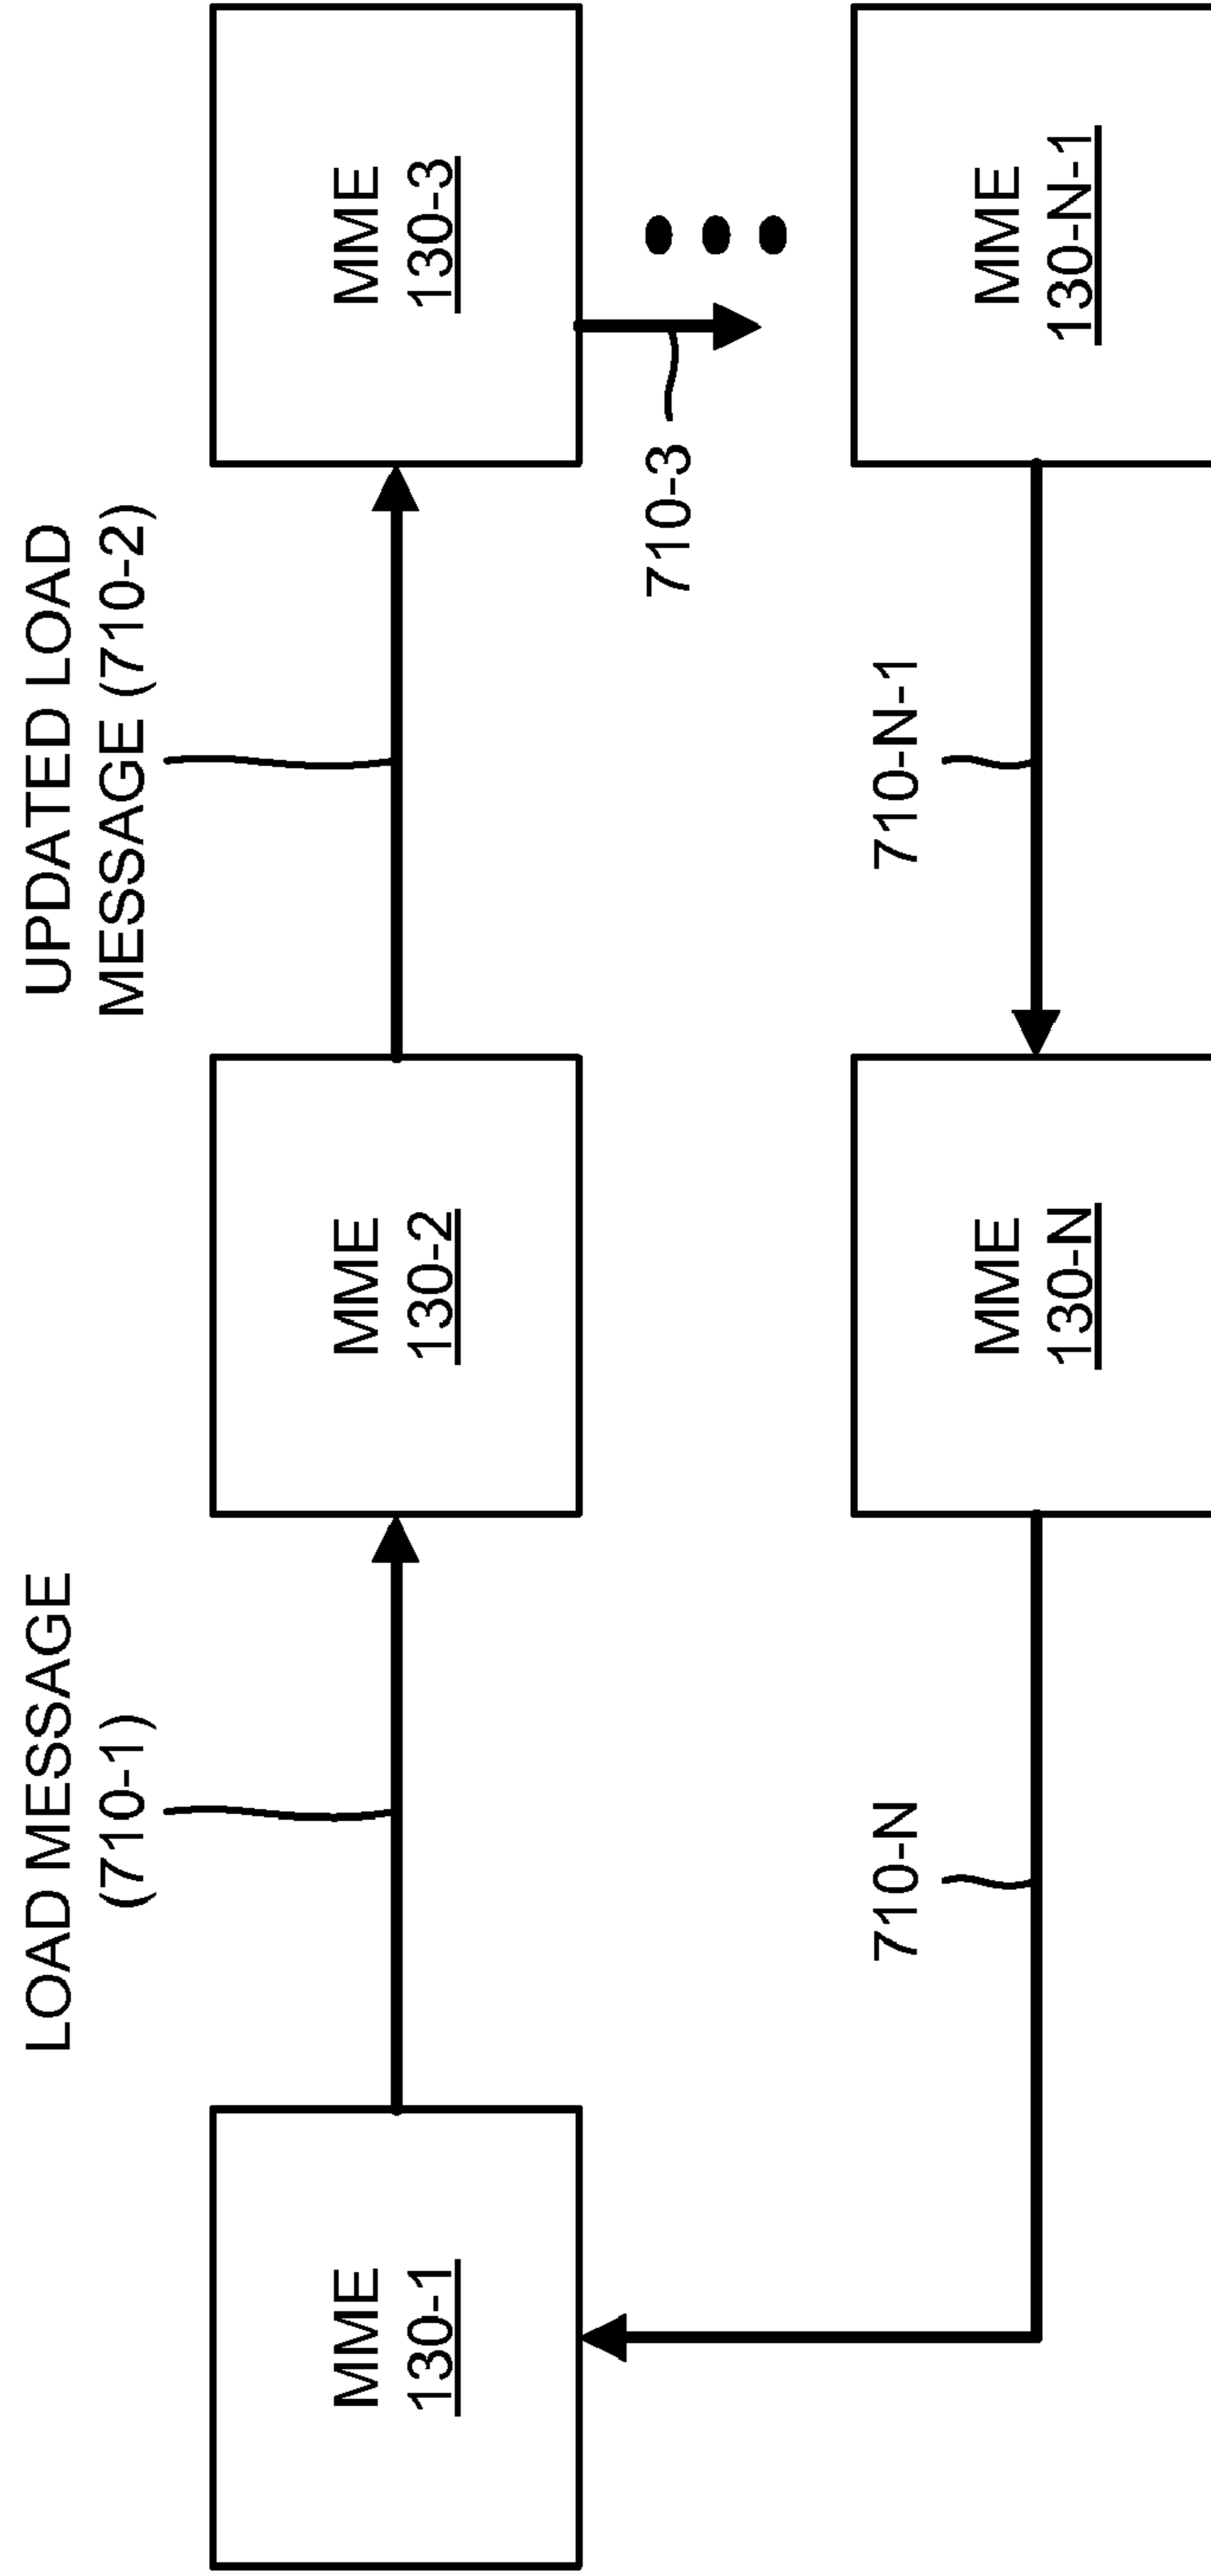 LOAD MESSAGE
(710-1)
UPDATED LOAD
MESSAGE (710-2)
MME
130-1
MME
130-2
MME
130-3
710-3
710-N
710-N-1
MME
130-N
MME
130-N-1